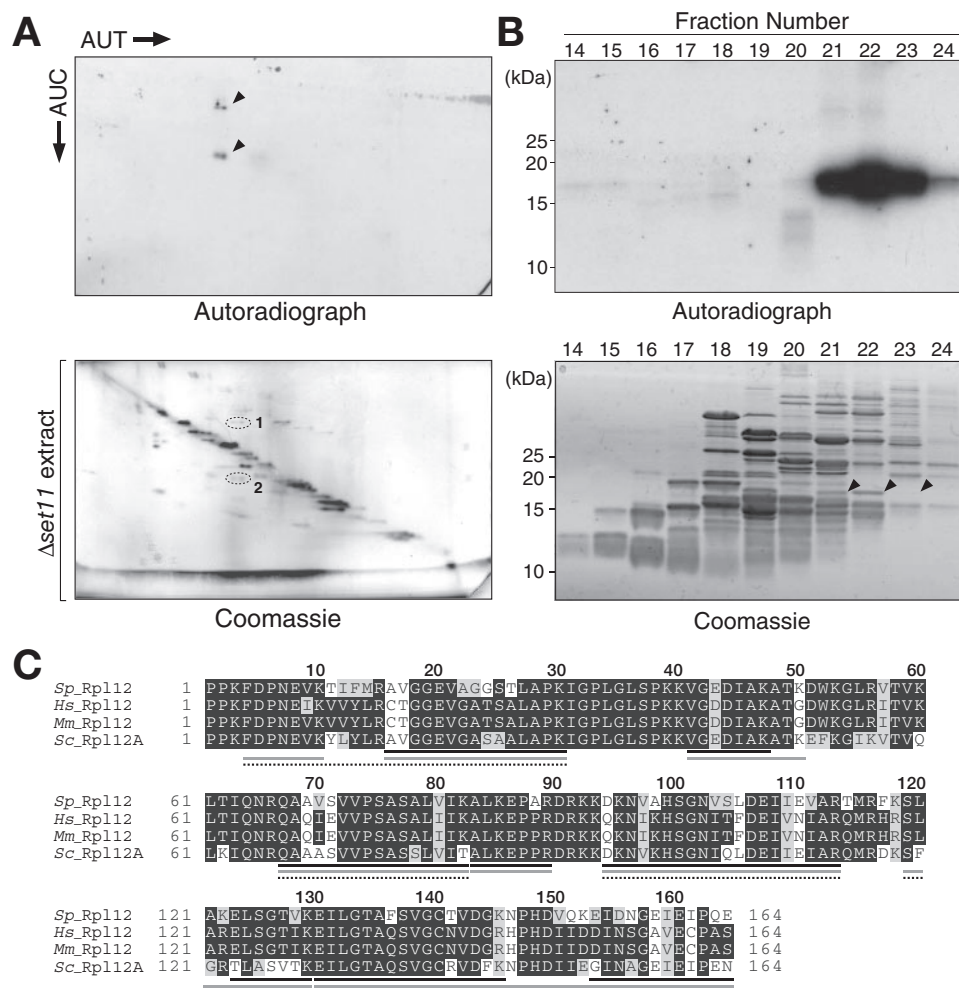 A
AUT
AUC
Autoradiograph
1
2
Δset11 extract
Coomassie
B
Fraction Number
14 15 16 17 18 19 20 21 22 23 24
(kDa)
25
20
15
10
Autoradiograph
14 15 16 17 18 19 20 21 22 23 24
(kDa)
25
20
15
10
Coomassie
C
10 20 30 40 50 60
Sp_Rpl12 1 PPKFDPNEVKTIFMRAVGGEVAGGSTLAPKIGPLGLSPKKVGEDIAKATKDWKGLRVTVK
Hs_Rpl12 1 PPKFDPNEIKVVYLRCTGGEVGATSALAPKIGPLGLSPKKVGDDIAKATGDWKGLRITVK
Mm_Rpl12 1 PPKFDPNEVKVVYLRCTGGEVGATSALAPKIGPLGLSPKKVGDDIAKATGDWKGLRITVK
Sc_Rpl12A 1 PPKFDPNEVKYLYLRAVGGEVGASAALAPKIGPLGLSPKKVGEDIAKATKEFKGIKVTVQ
70 80 90 100 110 120
Sp_Rpl12 61 LTIQNRQAAVSVVPSASALVIKALKEPARDRKKDKNVAHSGNVSLDEIIEVARTMRFKSL
Hs_Rpl12 61 LTIQNRQAQIEVVPSASALIIKALKEPPRDRKKQKNIKHSGNITFDEIVNIARQMRHRSL
Mm_Rpl12 61 LTIQNRQAQIEVVPSASALIIKALKEPPRDRKKQKNIKHSGNITFDEIVNIARQMRHRSL
Sc_Rpl12A 61 LKIQNRQAAASVVPSASSLVITALKEPPRDRKKDKNVKHSGNIQLDEIIEIARQMRDKSF
130 140 150 160
Sp_Rpl12 121 AKELSGTVKEILGTAFSVGCTVDGKNPHDVQKEIDNGEIEIPQE 164
Hs_Rpl12 121 ARELSGTIKEILGTAQSVGCNVDGRHPHDIIDDINSGAVECPAS 164
Mm_Rpl12 121 ARELSGTIKEILGTAQSVGCNVDGRHPHDIIDDINSGAVECPAS 164
Sc_Rpl12A 121 GRTLASVTKEILGTAQSVGCRVDFKNPHDIIEGINAGEIEIPEN 164